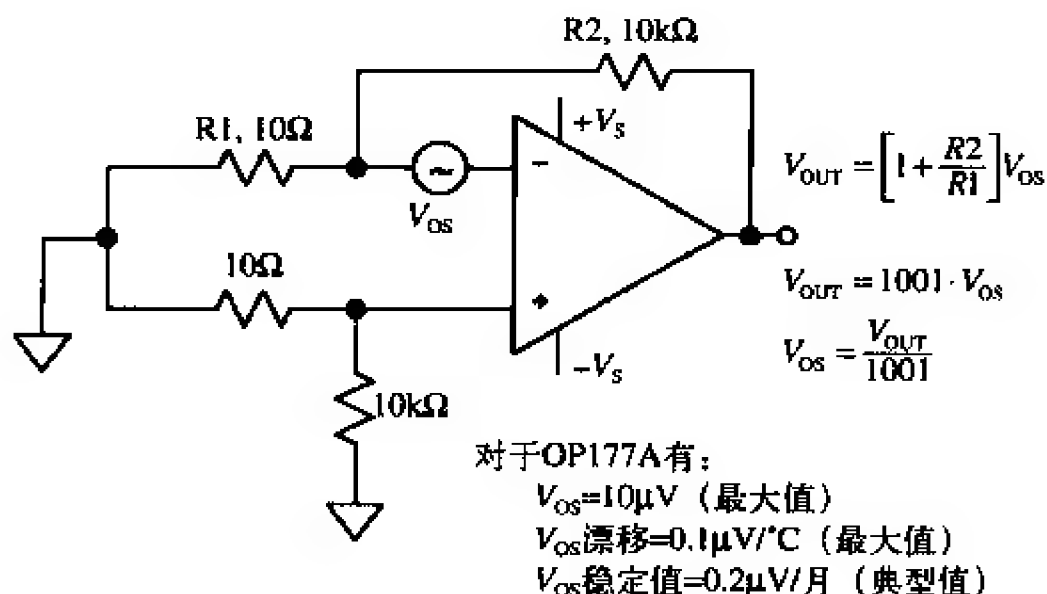 R2, 10kΩ
+V_S
R1, 10Ω
−
V_OUT = [1 + R2/R1] V_OS
V_OS
10Ω
V_OUT = 1001 · V_OS
+
V_OS = V_OUT/1001
−V_S
10kΩ
对于OP177A有：
V_OS=10μV（最大值）
V_OS漂移=0.1μV/°C（最大值）
V_OS稳定值=0.2μV/月（典型值）